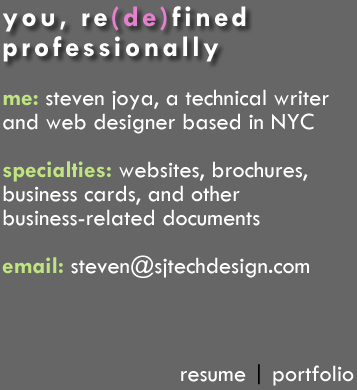 you, re(de)fined
professionally
me: steven joya, a technical writer
and web designer based in NYC
specialties: websites, brochures,
business cards, and other
business-related documents
email: steven@sjtechdesign.com
resume | portfolio